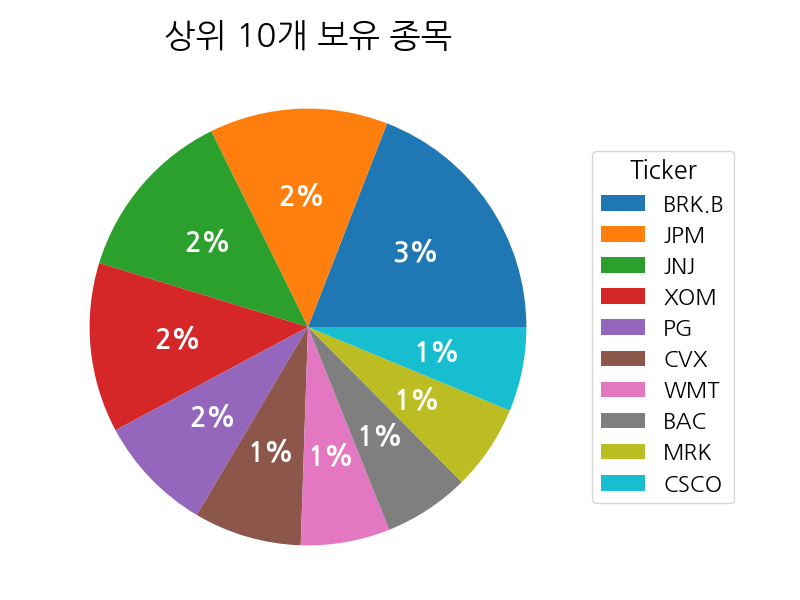 상위 10개 보유 종목
3%
2%
2%
2%
2%
1%
1%
1%
1%
1%
Ticker
BRK.B
JPM
JNJ
XOM
PG
CVX
WMT
BAC
MRK
CSCO